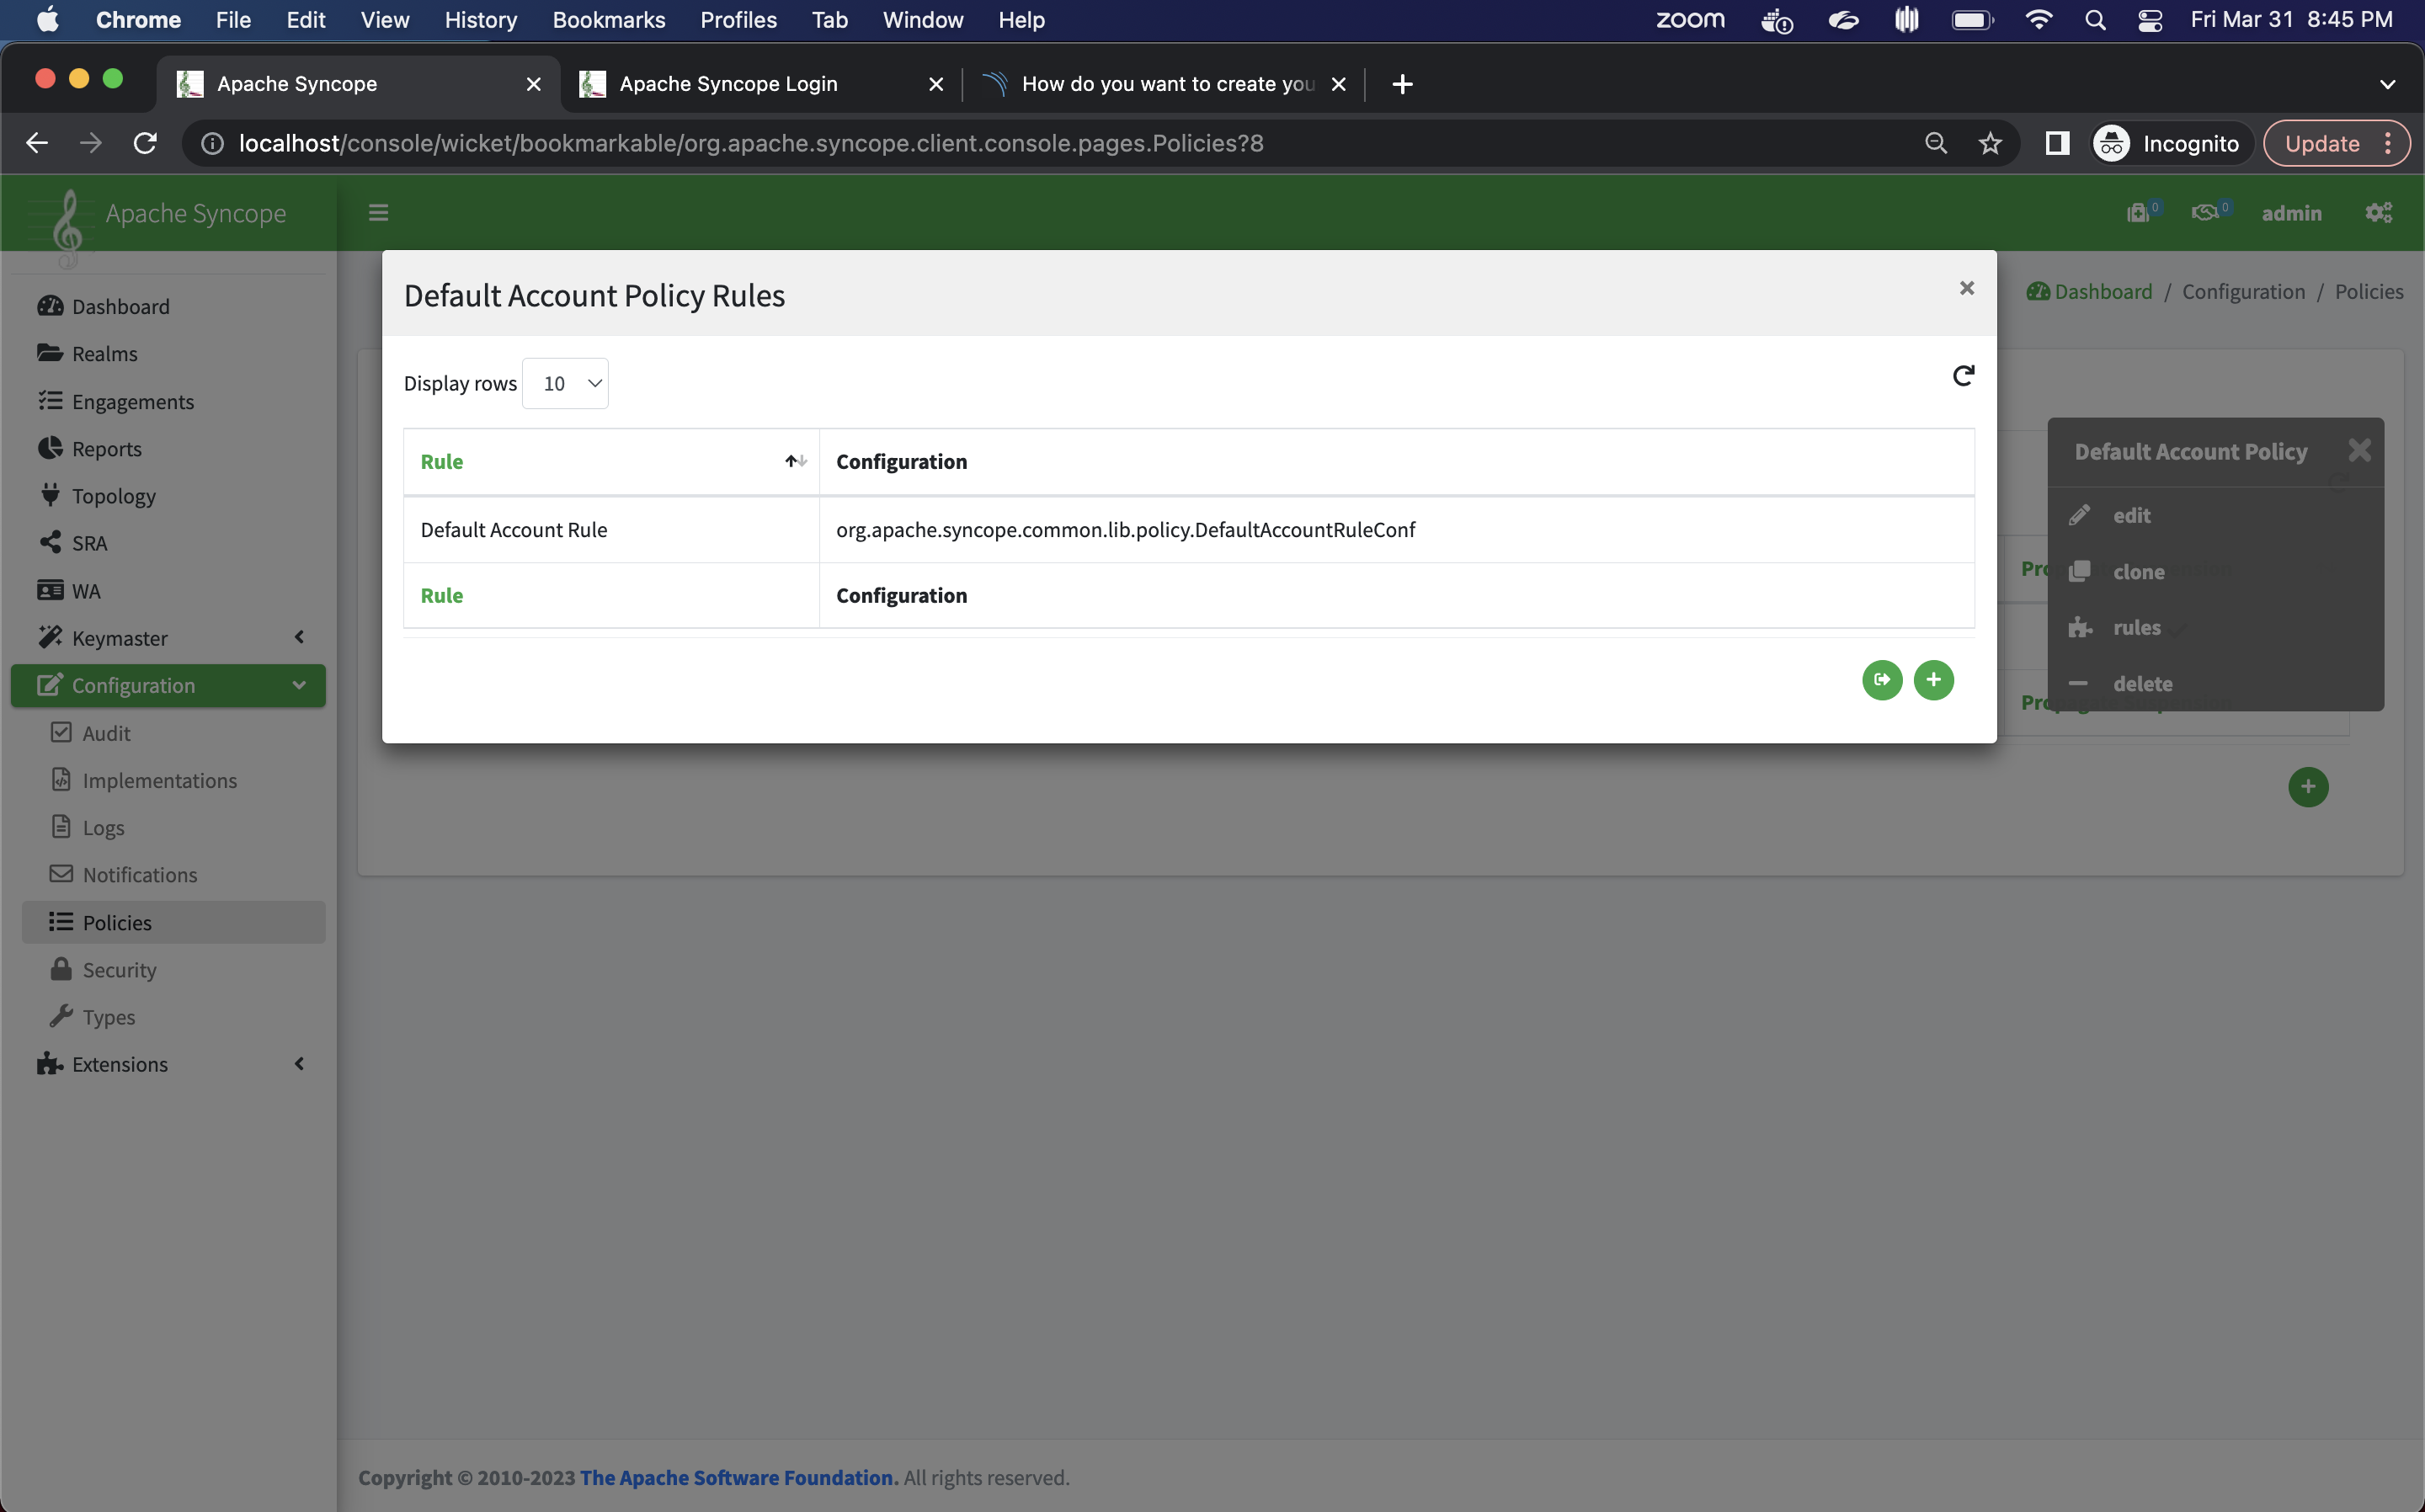 Chrome File Edit View History Bookmarks Profiles Tab Window Help zoom Fri Mar 31 8:45 PM
Apache Syncope Apache Syncope Login How do you want to create you
localhost/console/wicket/bookmarkable/org.apache.syncope.client.console.pages.Policies?8 Incognito Update
Apache Syncope 0 0 admin
Dashboard / Configuration / Policies
Dashboard
Realms
Engagements
Reports
Topology
SRA
WA
Keymaster
Configuration
Audit
Implementations
Logs
Notifications
Policies
Security
Types
Extensions
Default Account Policy Rules
Display rows 10
Rule Configuration
Default Account Rule org.apache.syncope.common.lib.policy.DefaultAccountRuleConf
Rule Configuration
Default Account Policy
edit
clone
rules
delete
Copyright © 2010-2023 The Apache Software Foundation. All rights reserved.